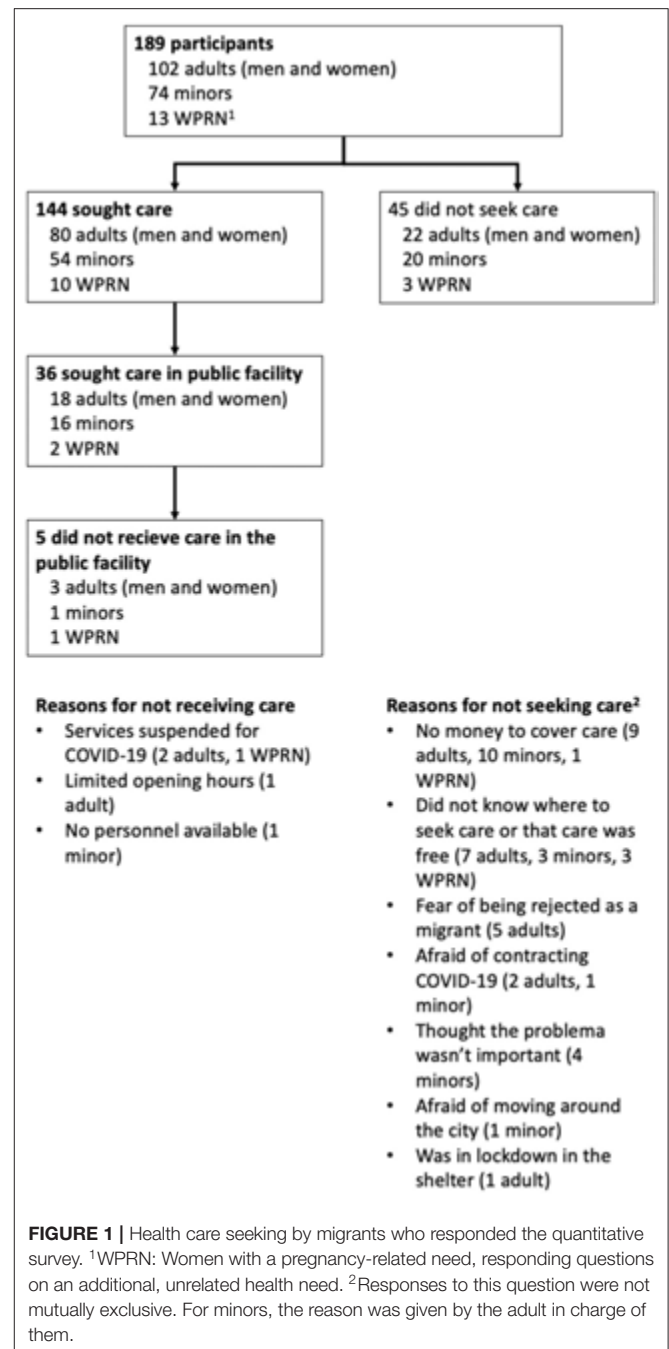 189 participants
102 adults (men and women)
74 minors
13 WPRN¹
144 sought care
80 adults (men and women)
54 minors
10 WPRN
45 did not seek care
22 adults (men and women)
20 minors
3 WPRN
36 sought care in public facility
18 adults (men and women)
16 minors
2 WPRN
5 did not recieve care in the
public facility
3 adults (men and women)
1 minors
1 WPRN
Reasons for not receiving care
• Services suspended for
COVID-19 (2 adults, 1 WPRN)
• Limited opening hours (1
adult)
• No personnel available (1
minor)
Reasons for not seeking care²
• No money to cover care (9
adults, 10 minors, 1
WPRN)
• Did not know where to
seek care or that care was
free (7 adults, 3 minors, 3
WPRN)
• Fear of being rejected as a
migrant (5 adults)
• Afraid of contracting
COVID-19 (2 adults, 1
minor)
• Thought the problema
wasn't important (4
minors)
• Afraid of moving around
the city (1 minor)
• Was in lockdown in the
shelter (1 adult)
FIGURE 1 | Health care seeking by migrants who responded the quantitative
survey. ¹WPRN: Women with a pregnancy-related need, responding questions
on an additional, unrelated health need. ²Responses to this question were not
mutually exclusive. For minors, the reason was given by the adult in charge of
them.